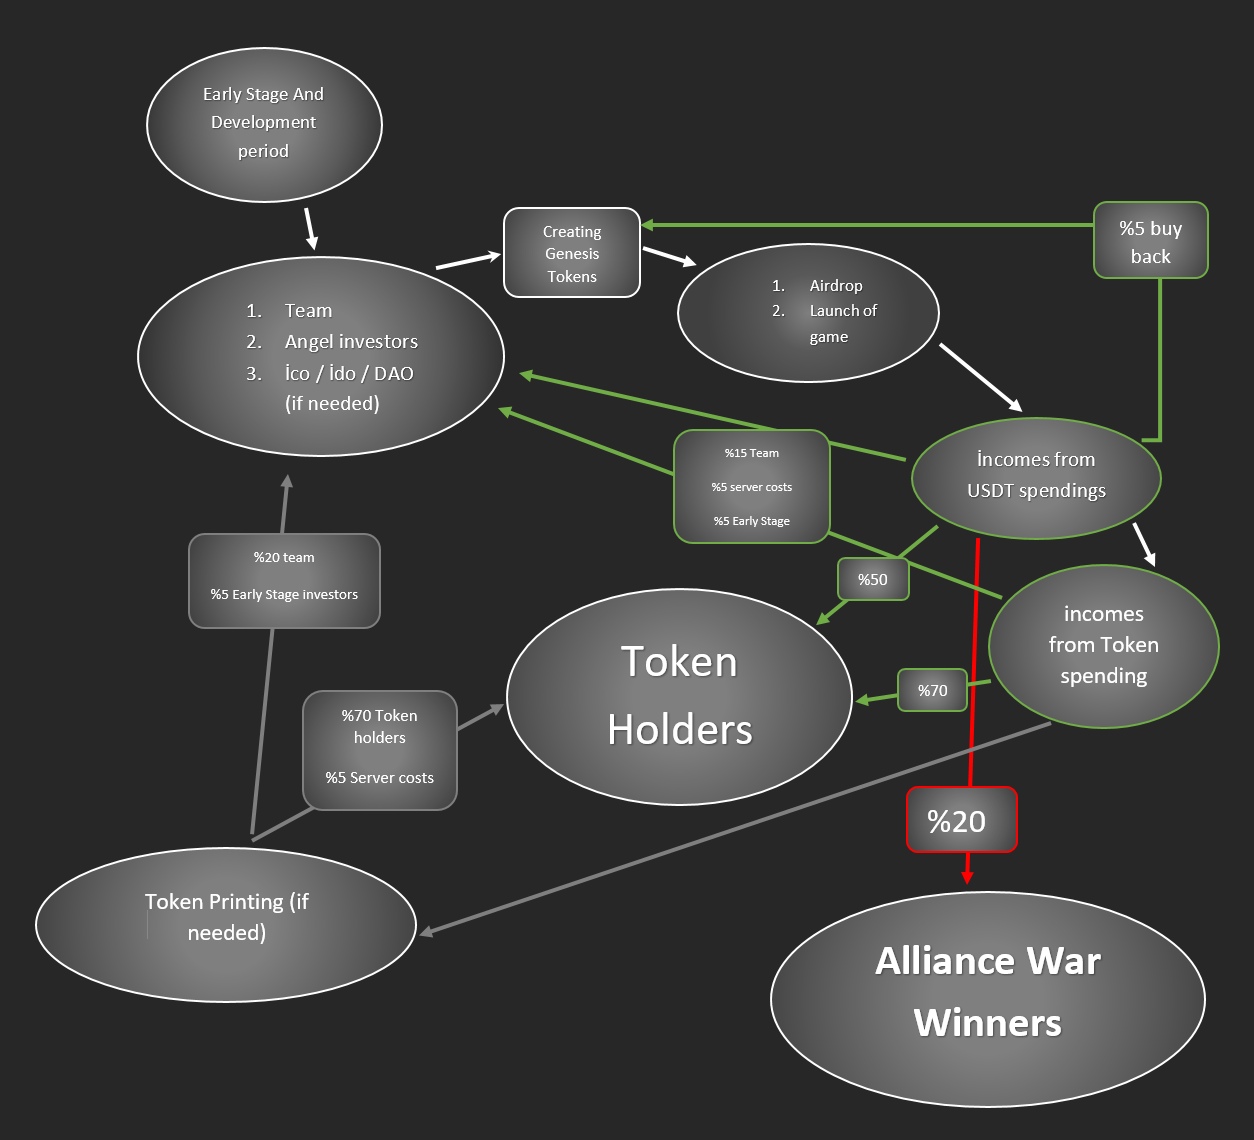 Early Stage And
Development
period
Creating
Genesis
Tokens
%5 buy
back
1. Team
2. Angel investors
3. İco / İdo / DAO
(if needed)
1. Airdrop
2. Launch of
game
%15 Team
%5 server costs
%5 Early Stage
İncomes from
USDT spendings
%20 team
%5 Early Stage investors
%50
incomes
from Token
spending
Token
Holders
%70
%70 Token
holders
%5 Server costs
%20
Token Printing (if
needed)
Alliance War
Winners